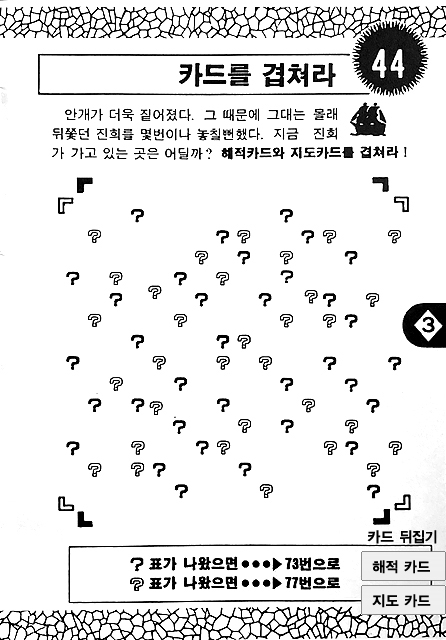 44
카드를 겹쳐라
안개가 더욱 짙어졌다. 그 때문에 그대는 몰래
뒤쫓던 진희를 몇번이나 놓칠뻔했다. 지금 진희
가 가고 있는 곳은 어딜까? 해적카드와 지도카드를 겹쳐라!
3
카드 뒤집기
? 표가 나왔으면 ●●●▶ 73번으로
? 표가 나왔으면 ●●●▶ 77번으로
해적 카드
지도 카드